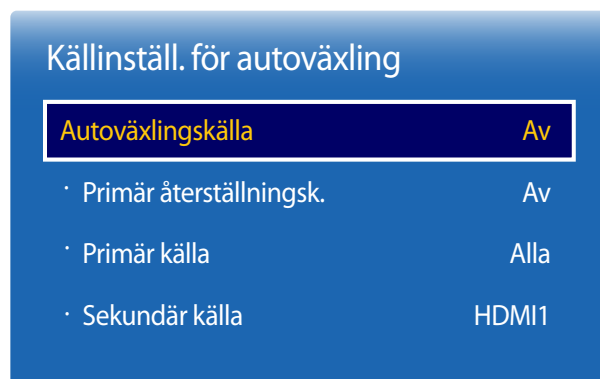 Källinställ. för autoväxling
Autoväxlingskälla Av
· Primär återställningsk. Av
· Primär källa Alla
· Sekundär källa HDMI1